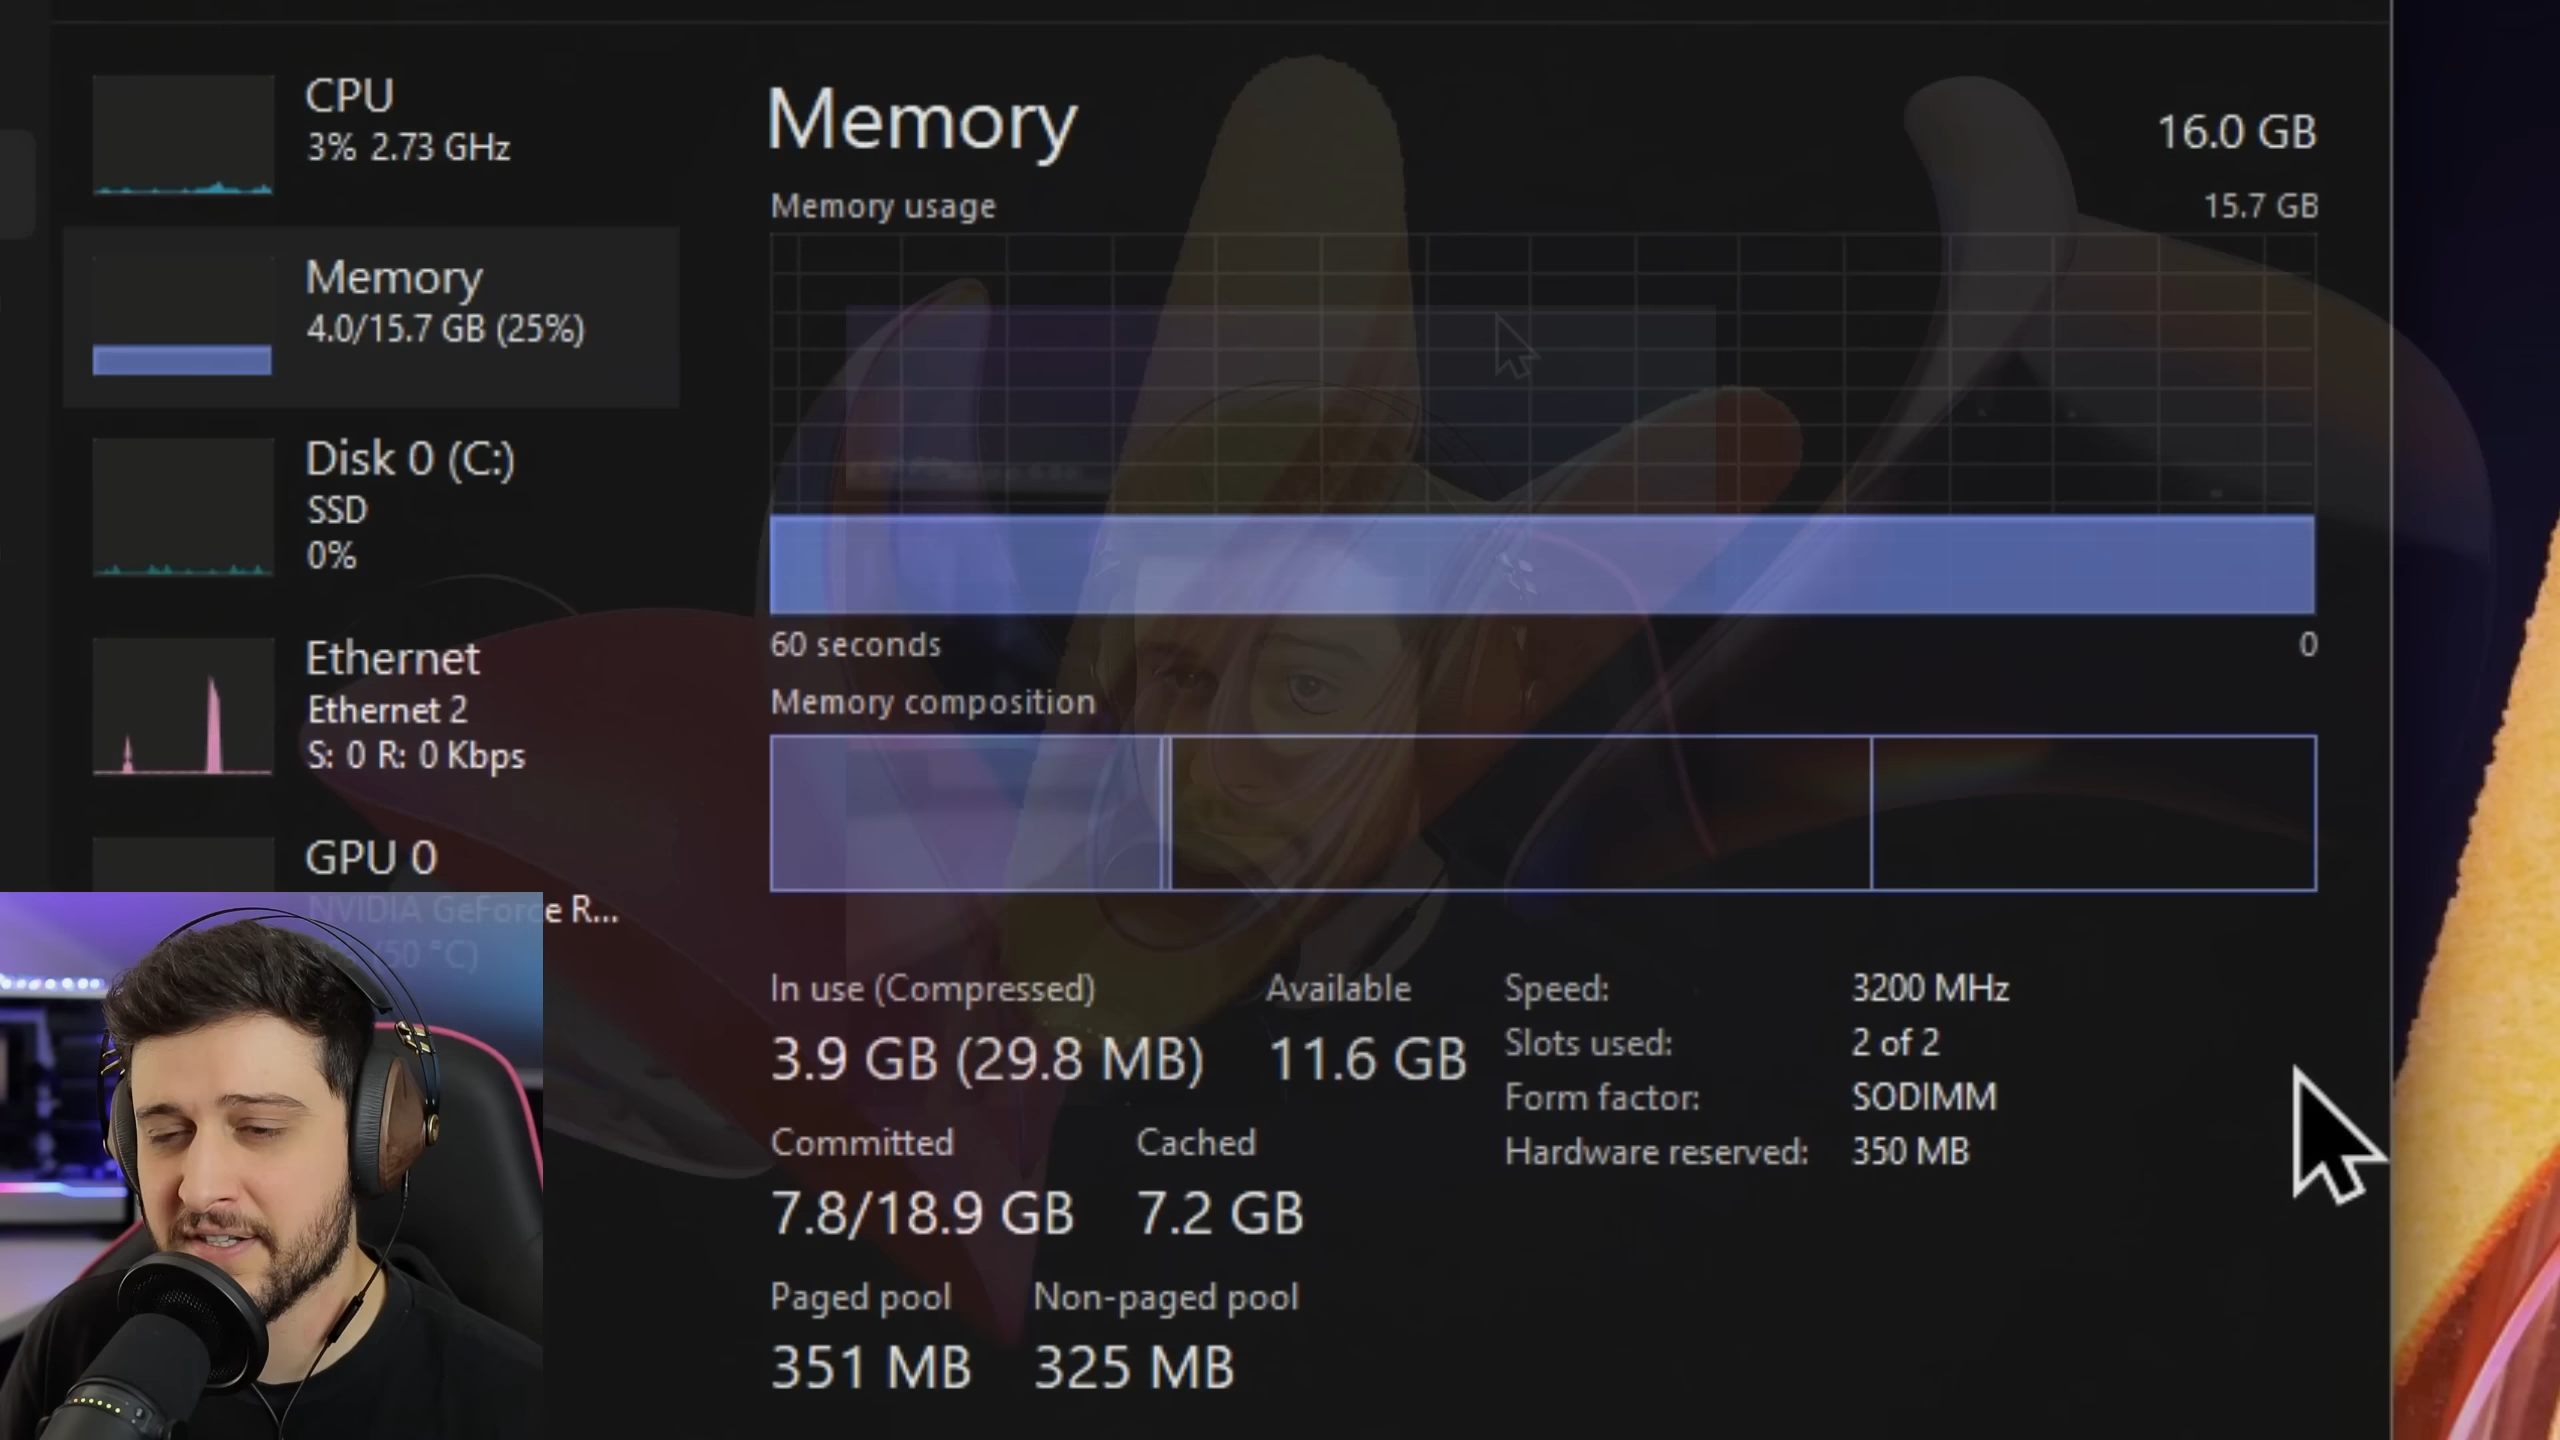 CPU
3% 2.73 GHz
Memory
4.0/15.7 GB (25%)
Disk 0 (C:)
SSD
0%
Ethernet
Ethernet 2
S: 0 R: 0 Kbps
GPU 0
NVIDIA GeForce R...
50 °C)
Memory
16.0 GB
Memory usage
15.7 GB
60 seconds
0
Memory composition
In use (Compressed)
Available
3.9 GB (29.8 MB)
11.6 GB
Committed
Cached
7.8/18.9 GB
7.2 GB
Paged pool
Non-paged pool
351 MB
325 MB
Speed:
3200 MHz
Slots used:
2 of 2
Form factor:
SODIMM
Hardware reserved:
350 MB